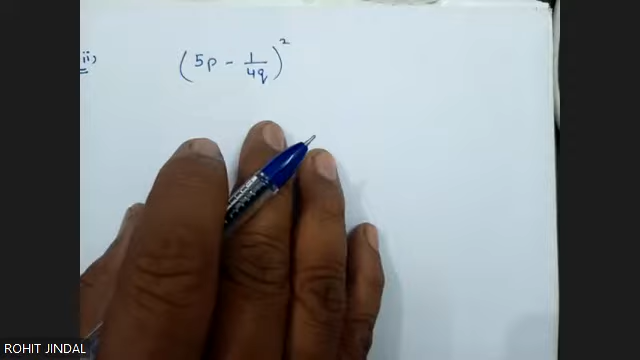 ii) (5p - 1/4q)²
ROHIT JINDAL